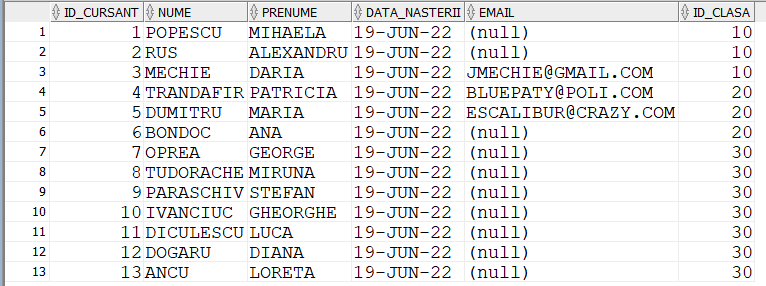 ID_CURSANT NUME PRENUME DATA_NASTERII EMAIL ID_CLASA
1 1 POPESCU MIHAELA 19-JUN-22 (null) 10
2 2 RUS ALEXANDRU 19-JUN-22 (null) 10
3 3 MECHIE DARIA 19-JUN-22 JMECHIE@GMAIL.COM 10
4 4 TRANDAFIR PATRICIA 19-JUN-22 BLUEPATY@POLI.COM 20
5 5 DUMITRU MARIA 19-JUN-22 ESCALIBUR@CRAZY.COM 20
6 6 BONDOC ANA 19-JUN-22 (null) 20
7 7 OPREA GEORGE 19-JUN-22 (null) 30
8 8 TUDORACHE MIRUNA 19-JUN-22 (null) 30
9 9 PARASCHIV STEFAN 19-JUN-22 (null) 30
10 10 IVANCIUC GHEORGHE 19-JUN-22 (null) 30
11 11 DICULESCU LUCA 19-JUN-22 (null) 30
12 12 DOGARU DIANA 19-JUN-22 (null) 30
13 13 ANCU LORETA 19-JUN-22 (null) 30